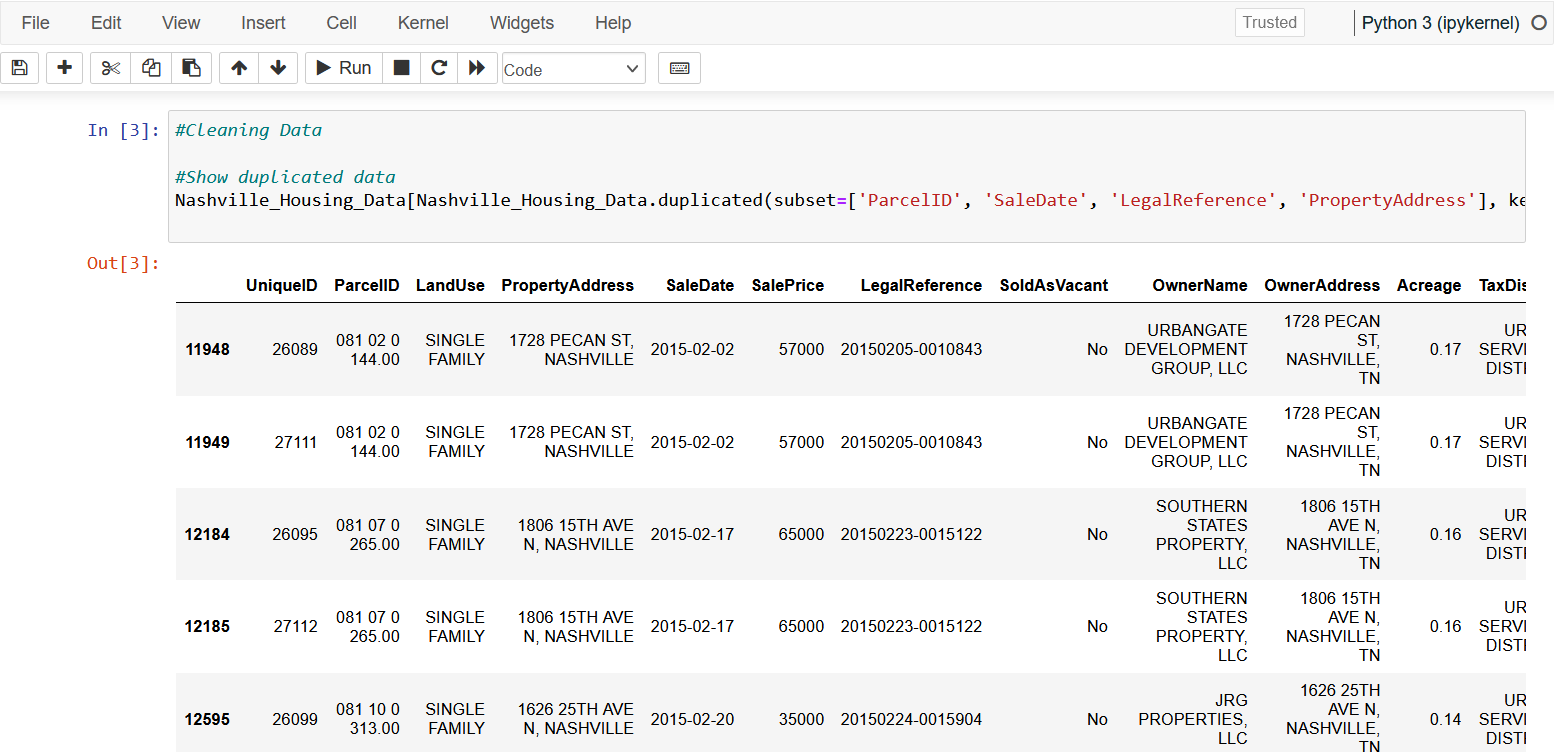 File Edit View Insert Cell Kernel Widgets Help Trusted Python 3 (ipykernel)
Run Code
In [3]: #Cleaning Data
#Show duplicated data
Nashville_Housing_Data[Nashville_Housing_Data.duplicated(subset=['ParcelID', 'SaleDate', 'LegalReference', 'PropertyAddress'], ke
Out[3]:
UniqueID ParcelID LandUse PropertyAddress SaleDate SalePrice LegalReference SoldAsVacant OwnerName OwnerAddress Acreage TaxDis
11948 26089 081 02 0 144.00 SINGLE FAMILY 1728 PECAN ST, NASHVILLE 2015-02-02 57000 20150205-0010843 No URBANGATE DEVELOPMENT GROUP, LLC 1728 PECAN ST, NASHVILLE, TN 0.17 UR SERVI DISTI
11949 27111 081 02 0 144.00 SINGLE FAMILY 1728 PECAN ST, NASHVILLE 2015-02-02 57000 20150205-0010843 No URBANGATE DEVELOPMENT GROUP, LLC 1728 PECAN ST, NASHVILLE, TN 0.17 UR SERVI DISTI
12184 26095 081 07 0 265.00 SINGLE FAMILY 1806 15TH AVE N, NASHVILLE 2015-02-17 65000 20150223-0015122 No SOUTHERN STATES PROPERTY, LLC 1806 15TH AVE N, NASHVILLE, TN 0.16 UR SERVI DISTI
12185 27112 081 07 0 265.00 SINGLE FAMILY 1806 15TH AVE N, NASHVILLE 2015-02-17 65000 20150223-0015122 No SOUTHERN STATES PROPERTY, LLC 1806 15TH AVE N, NASHVILLE, TN 0.16 UR SERVI DISTI
12595 26099 081 10 0 313.00 SINGLE FAMILY 1626 25TH AVE N, NASHVILLE 2015-02-20 35000 20150224-0015904 No JRG PROPERTIES, LLC 1626 25TH AVE N, NASHVILLE, TN 0.14 UR SERVI DISTI